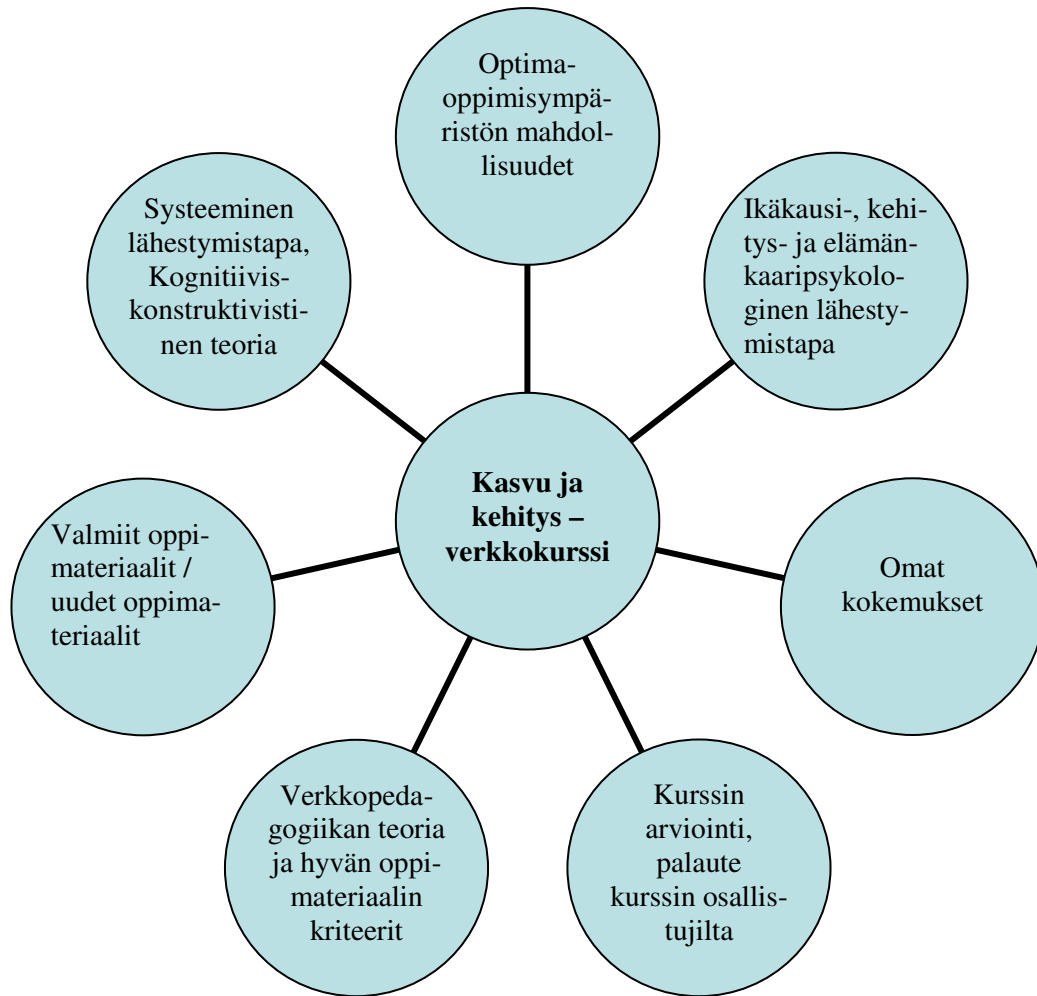 Optima-
oppimisympä-
ristön mahdol-
lisuudet
Systeeminen
lähestymistapa,
Kognitiivis-
konstruktivisti-
nen teoria
Ikäkausi-, kehi-
tys- ja elämän-
kaaripsykolo-
ginen lähesty-
mistapa
Kasvu ja
kehitys –
verkkokurssi
Valmiit oppi-
materiaalit /
uudet oppima-
teriaalit
Omat
kokemukset
Verkkopeda-
gogiikan teoria
ja hyvän oppi-
materiaalin
kriteerit
Kurssin
arviointi,
palaute
kurssin osallis-
tujilta